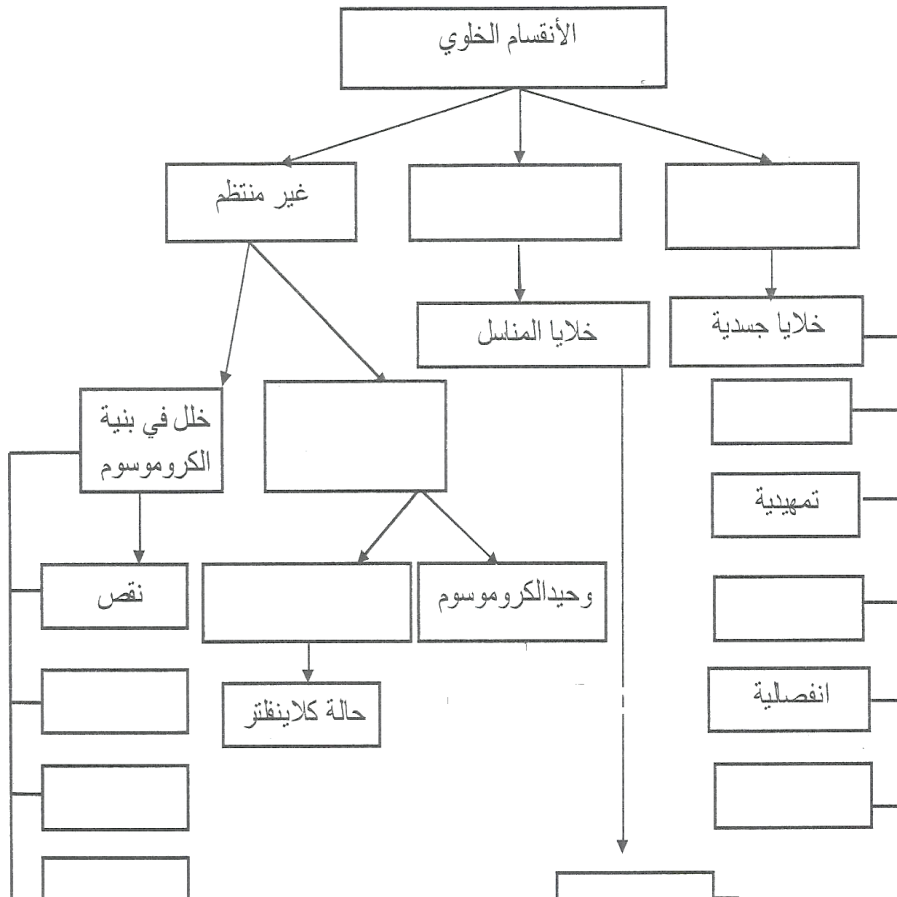 الأنقسام الخلوي
غير منتظم
خلايا المناسل
خلايا جسدية
خلل في بنية
الكروموسوم
تمهيدية
نقص
وحيدالكروموسوم
انفصالية
حالة كلاينفلتر